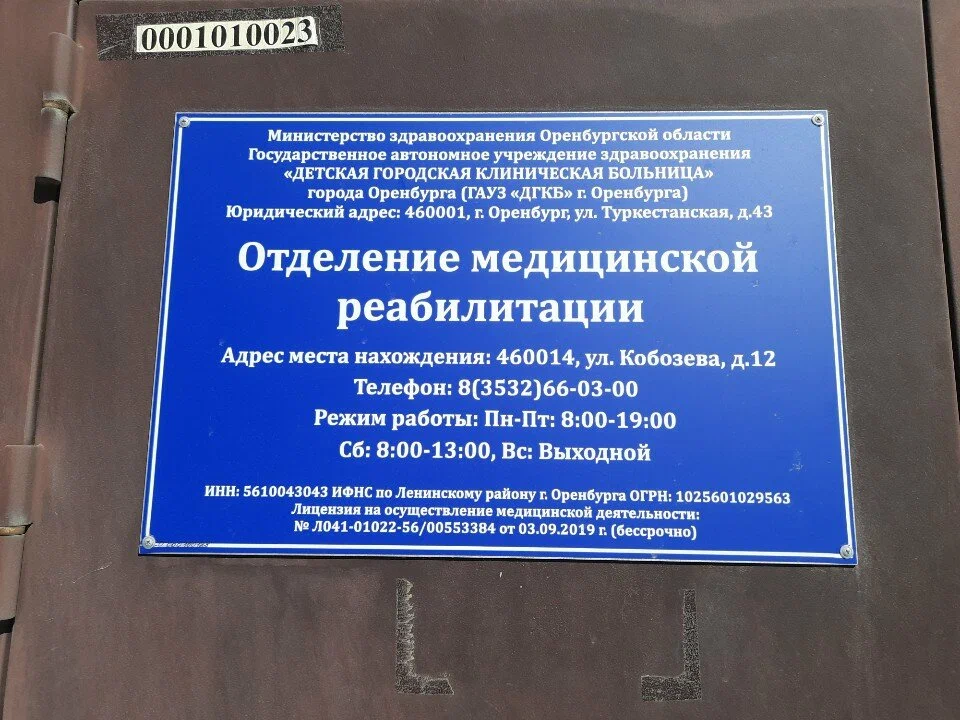 0001010023
Министерство здравоохранения Оренбургской области
Государственное автономное учреждение здравоохранения
«ДЕТСКАЯ ГОРОДСКАЯ КЛИНИЧЕСКАЯ БОЛЬНИЦА»
города Оренбурга (ГАУЗ «ДГКБ» г. Оренбурга)
Юридический адрес: 460001, г. Оренбург, ул. Туркестанская, д.43
Отделение медицинской
реабилитации
Адрес места нахождения: 460014, ул. Кобозева, д.12
Телефон: 8(3532)66-03-00
Режим работы: Пн-Пт: 8:00-19:00
Сб: 8:00-13:00, Вс: Выходной
ИНН: 5610043043 ИФНС по Ленинскому району г. Оренбурга ОГРН: 1025601029563
Лицензия на осуществление медицинской деятельности:
№ Л041-01022-56/00553384 от 03.09.2019 г. (бессрочно)